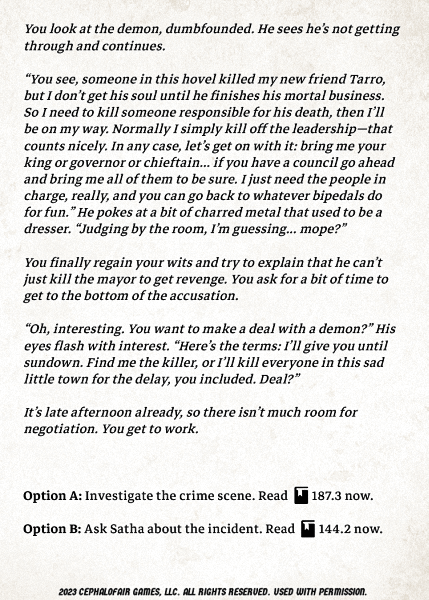 You look at the demon, dumbfounded. He sees he’s not getting
through and continues.
“You see, someone in this hovel killed my new friend Tarro,
but I don’t get his soul until he finishes his mortal business.
So I need to kill someone responsible for his death, then I’ll
be on my way. Normally I simply kill off the leadership—that
counts nicely. In any case, let’s get on with it: bring me your
king or governor or chieftain... if you have a council go ahead
and bring me all of them to be sure. I just need the people in
charge, really, and you can go back to whatever bipeds do
for fun.” He pokes at a bit of charred metal that used to be a
dresser. “Judging by the room, I’m guessing... mope?”
You finally regain your wits and try to explain that he can’t
just kill the mayor to get revenge. You ask for a bit of time to
get to the bottom of the accusation.
“Oh, interesting. You want to make a deal with a demon?” His
eyes flash with interest. “Here’s the terms: I’ll give you until
sundown. Find me the killer, or I’ll kill everyone in this sad
little town for the delay, you included. Deal?”
It’s late afternoon already, so there isn’t much room for
negotiation. You get to work.
Option A: Investigate the crime scene. Read 187.3 now.
Option B: Ask Satha about the incident. Read 144.2 now.
2023 CEPHALOFAIR GAMES, LLC. ALL RIGHTS RESERVED. USED WITH PERMISSION.